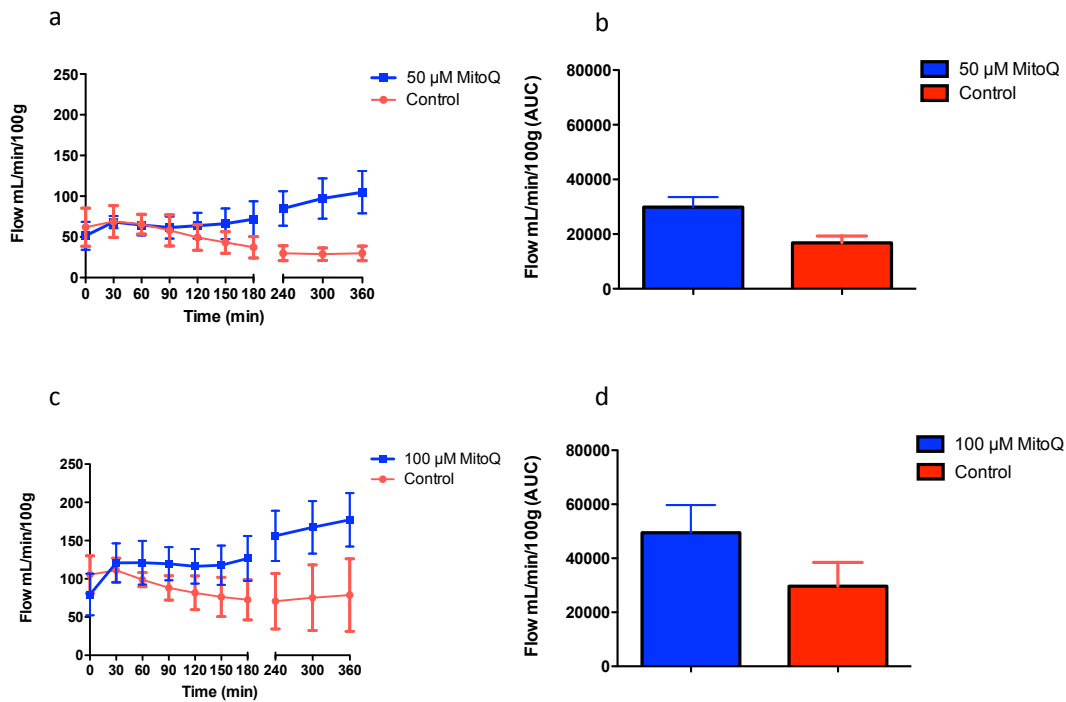 a
50 µM MitoQ
Control
Flow mL/min/100g
250
200
150
100
50
0
0 30 60 90 120 150 180 240 300 360
Time (min)
b
50 µM MitoQ
Control
Flow mL/min/100g (AUC)
80000
60000
40000
20000
0
c
100 µM MitoQ
Control
Flow mL/min/100g
250
200
150
100
50
0
0 30 60 90 120 150 180 240 300 360
Time (min)
d
100 µM MitoQ
Control
Flow mL/min/100g (AUC)
80000
60000
40000
20000
0